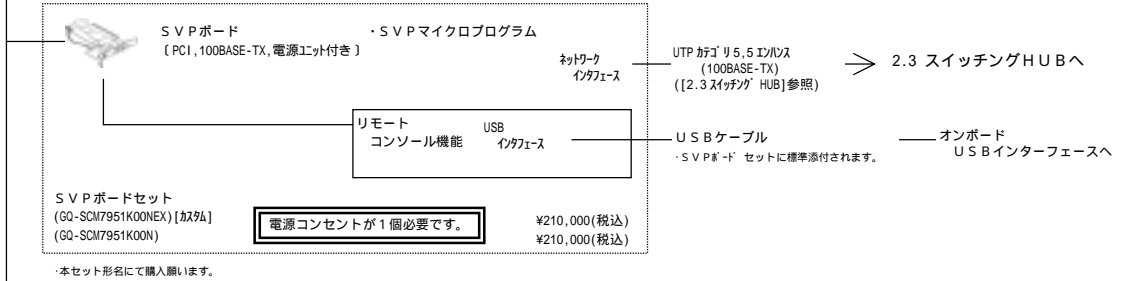 ＳＶＰボード
・ＳＶＰマイクロプログラム
〔PCI,100BASE-TX,電源ﾕﾆｯﾄ付き〕
ﾈｯﾄﾜｰｸ
ｲﾝﾀﾌｪｰｽ
UTP ｶﾃｺﾞﾘ 5,5 ｴﾝﾊﾝｽ
(100BASE-TX)
([2.3 ｽｲｯﾁﾝｸﾞ HUB]参照)
2.3 スイッチングＨＵＢへ
リモート
コンソール機能
USB
ｲﾝﾀﾌｪｰｽ
ＵＳＢケーブル
・ＳＶＰﾎﾞｰﾄﾞ セットに標準添付されます。
オンボード
ＵＳＢインターフェースへ
ＳＶＰボードセット
(GQ-SCM7951K00NEX)[ｶｽﾀﾑ]
(GQ-SCM7951K00N)
電源コンセントが１個必要です。
¥210,000(税込)
¥210,000(税込)
・本セット形名にて購入願います。